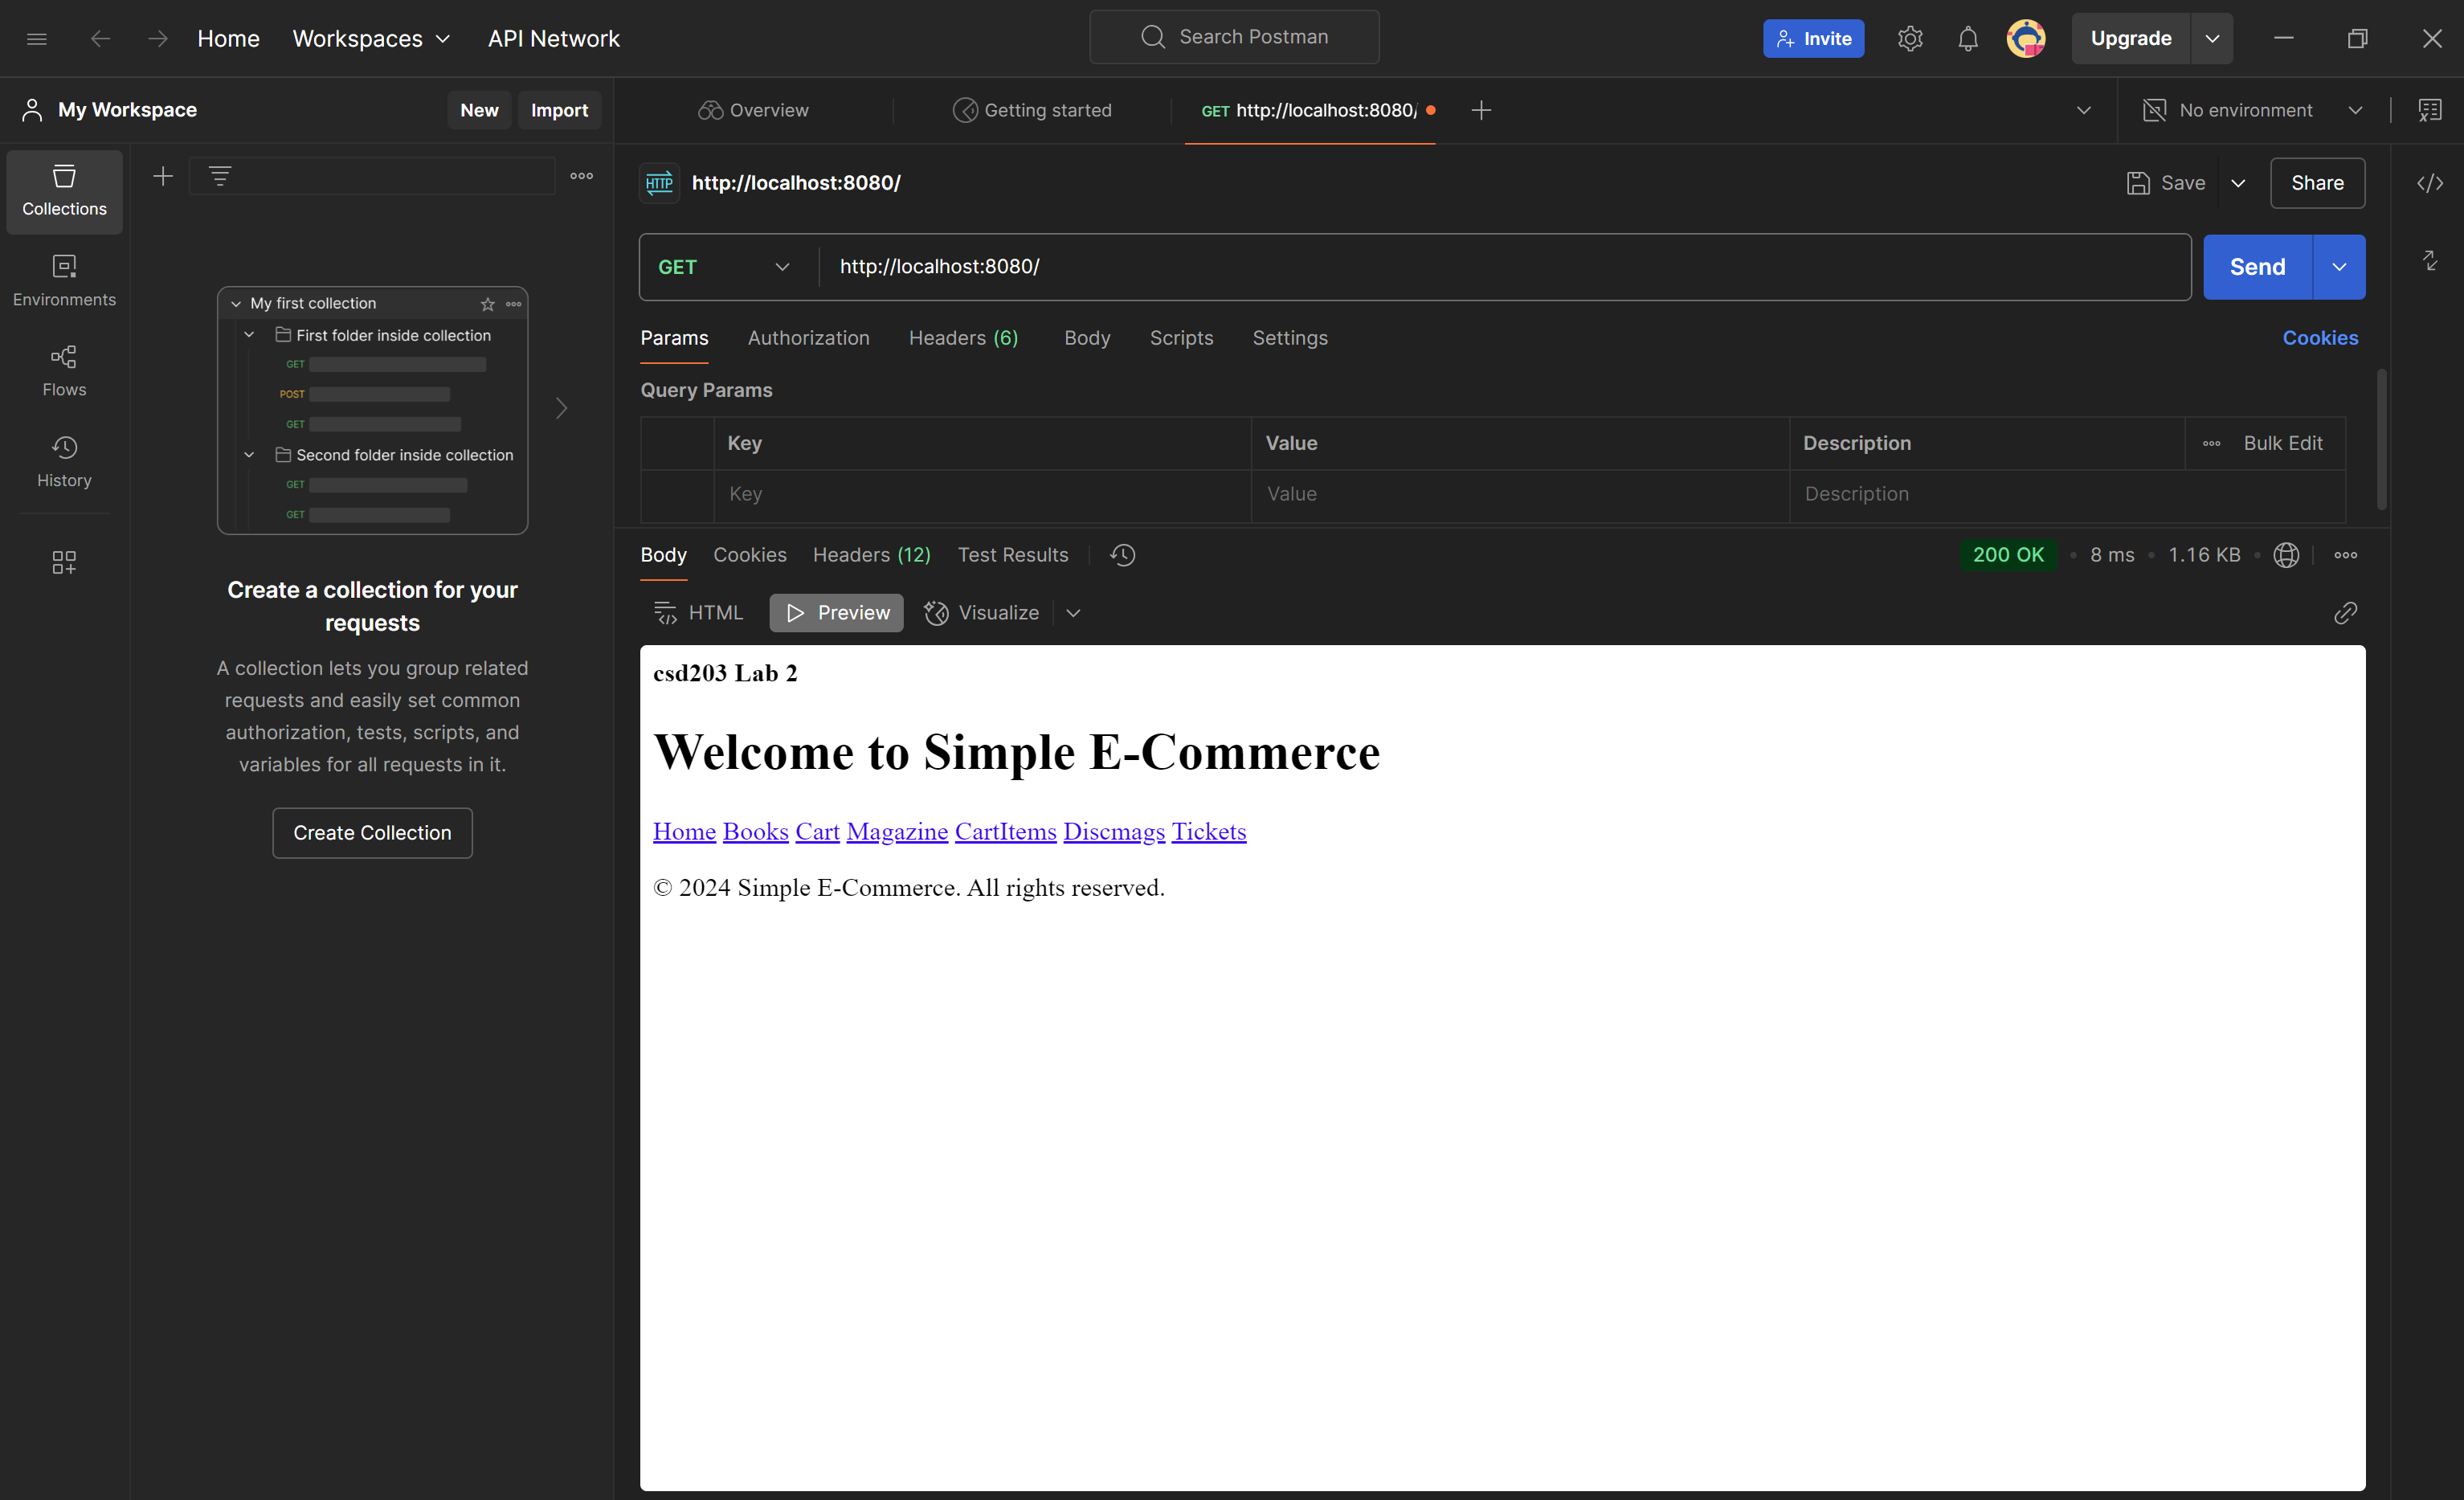 Home Workspaces API Network Search Postman Invite Upgrade
My Workspace New Import
Overview Getting started GET http://localhost:8080/ No environment
Collections
Environments
Flows
History
My first collection
First folder inside collection
GET
POST
GET
Second folder inside collection
GET
GET
Create a collection for your
requests
A collection lets you group related
requests and easily set common
authorization, tests, scripts, and
variables for all requests in it.
Create Collection
HTTP http://localhost:8080/ Save Share
GET http://localhost:8080/ Send
Params Authorization Headers (6) Body Scripts Settings Cookies
Query Params
Key Value Description Bulk Edit
Key Value Description
Body Cookies Headers (12) Test Results 200 OK • 8 ms • 1.16 KB •
HTML Preview Visualize
csd203 Lab 2
Welcome to Simple E-Commerce
Home Books Cart Magazine CartItems Discmags Tickets
© 2024 Simple E-Commerce. All rights reserved.